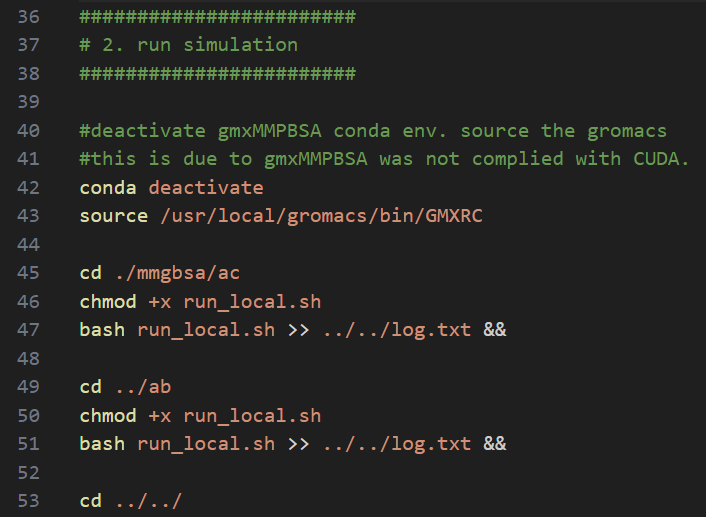 36 ########################
37 # 2. run simulation
38 ########################
39
40 #deactivate gmxMMPBSA conda env. source the gromacs
41 #this is due to gmxMMPBSA was not complied with CUDA.
42 conda deactivate
43 source /usr/local/gromacs/bin/GMXRC
44
45 cd ./mmgbsa/ac
46 chmod +x run_local.sh
47 bash run_local.sh >> ../../log.txt &&
48
49 cd ../ab
50 chmod +x run_local.sh
51 bash run_local.sh >> ../../log.txt &&
52
53 cd ../../